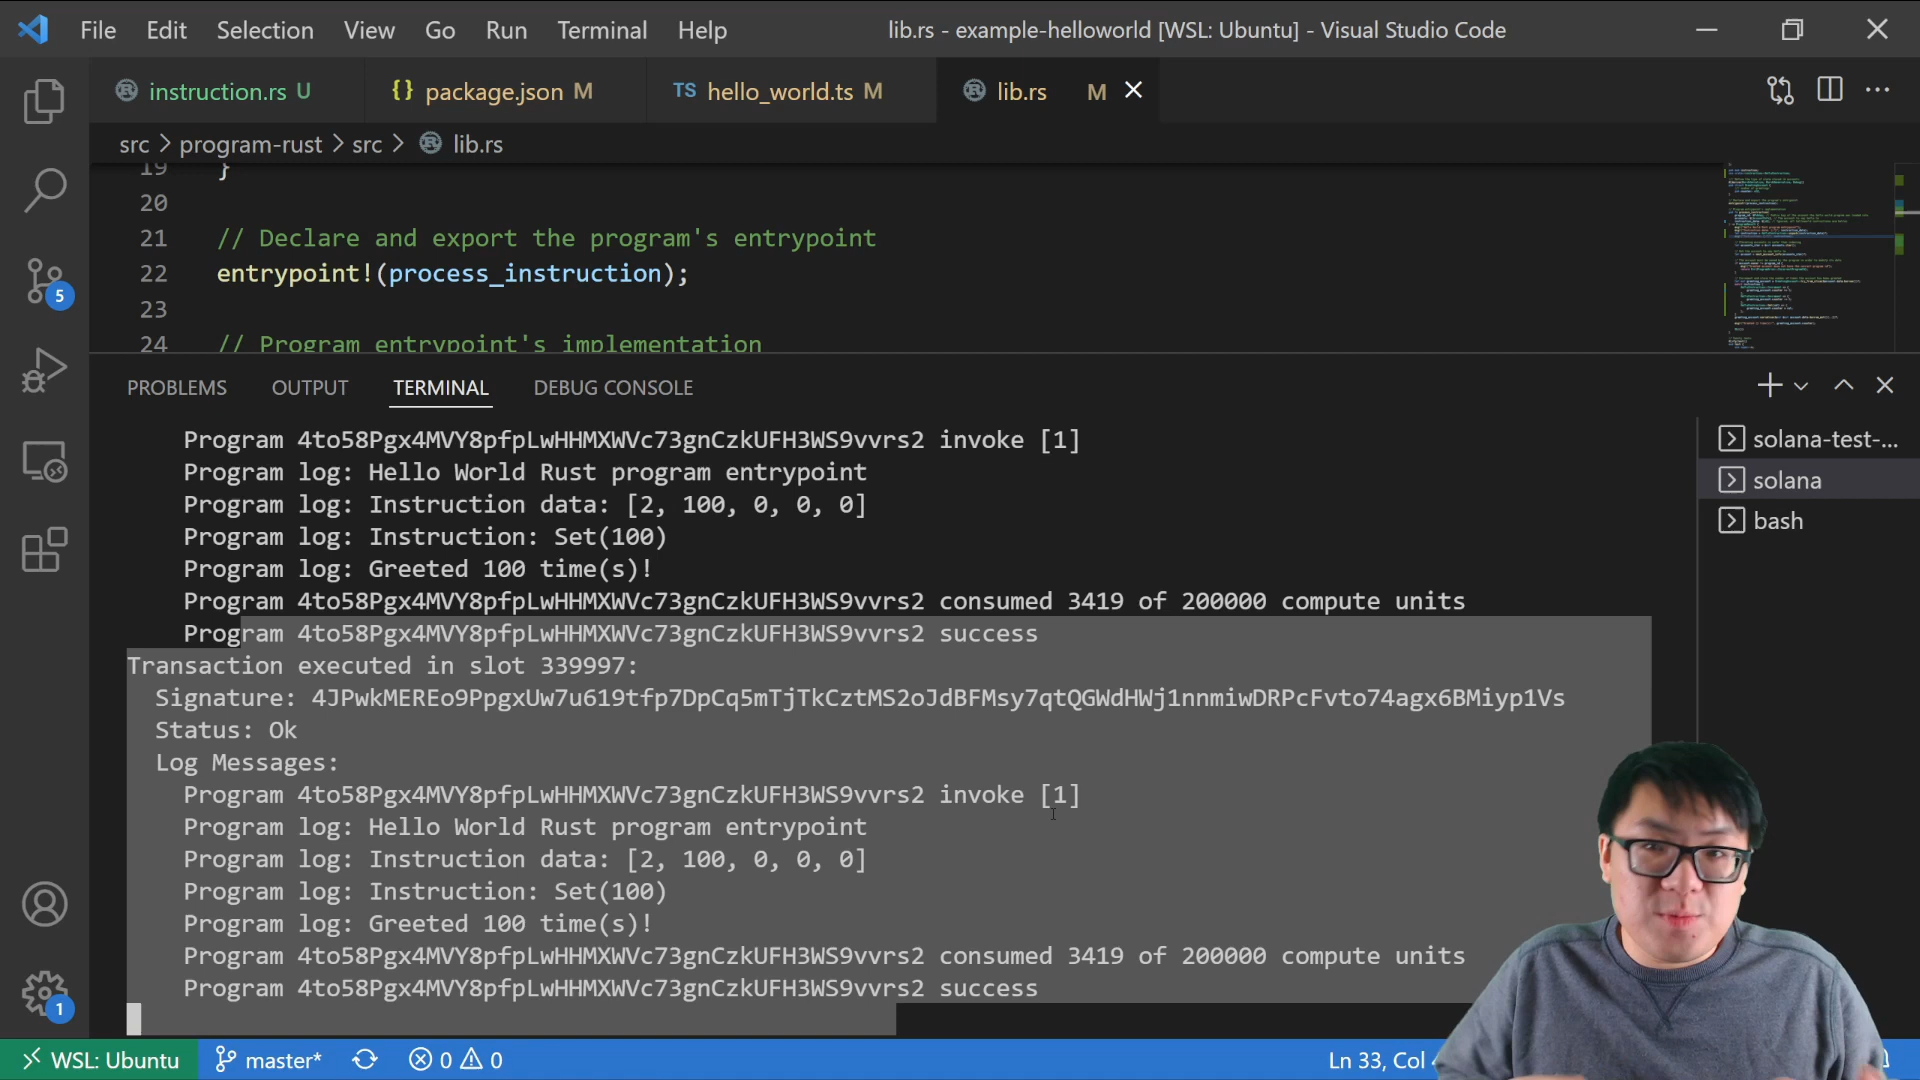 File Edit Selection View Go Run Terminal Help lib.rs - example-helloworld [WSL: Ubuntu] - Visual Studio Code
instruction.rs U {} package.json M TS hello_world.ts M lib.rs M
src > program-rust > src > lib.rs
19 }
20
21 // Declare and export the program's entrypoint
22 entrypoint!(process_instruction);
23
24 // Program entrypoint's implementation
5
PROBLEMS OUTPUT TERMINAL DEBUG CONSOLE
solana-test-...
solana
bash
Program 4to58Pgx4MVY8pfpLwHHMXWVc73gnCzkUFH3WS9vvrs2 invoke [1]
Program log: Hello World Rust program entrypoint
Program log: Instruction data: [2, 100, 0, 0, 0]
Program log: Instruction: Set(100)
Program log: Greeted 100 time(s)!
Program 4to58Pgx4MVY8pfpLwHHMXWVc73gnCzkUFH3WS9vvrs2 consumed 3419 of 200000 compute units
Program 4to58Pgx4MVY8pfpLwHHMXWVc73gnCzkUFH3WS9vvrs2 success
Transaction executed in slot 339997:
Signature: 4JPwkMEREo9PpgxUw7u619tfp7DpCq5mTjTkCztMS2oJdBFMsy7qtQGWdHWj1nnmiwDRPcFvto74agx6BMiyp1Vs
Status: Ok
Log Messages:
Program 4to58Pgx4MVY8pfpLwHHMXWVc73gnCzkUFH3WS9vvrs2 invoke [1]
Program log: Hello World Rust program entrypoint
Program log: Instruction data: [2, 100, 0, 0, 0]
Program log: Instruction: Set(100)
Program log: Greeted 100 time(s)!
Program 4to58Pgx4MVY8pfpLwHHMXWVc73gnCzkUFH3WS9vvrs2 consumed 3419 of 200000 compute units
Program 4to58Pgx4MVY8pfpLwHHMXWVc73gnCzkUFH3WS9vvrs2 success
1
WSL: Ubuntu master* 0 0 Ln 33, Col